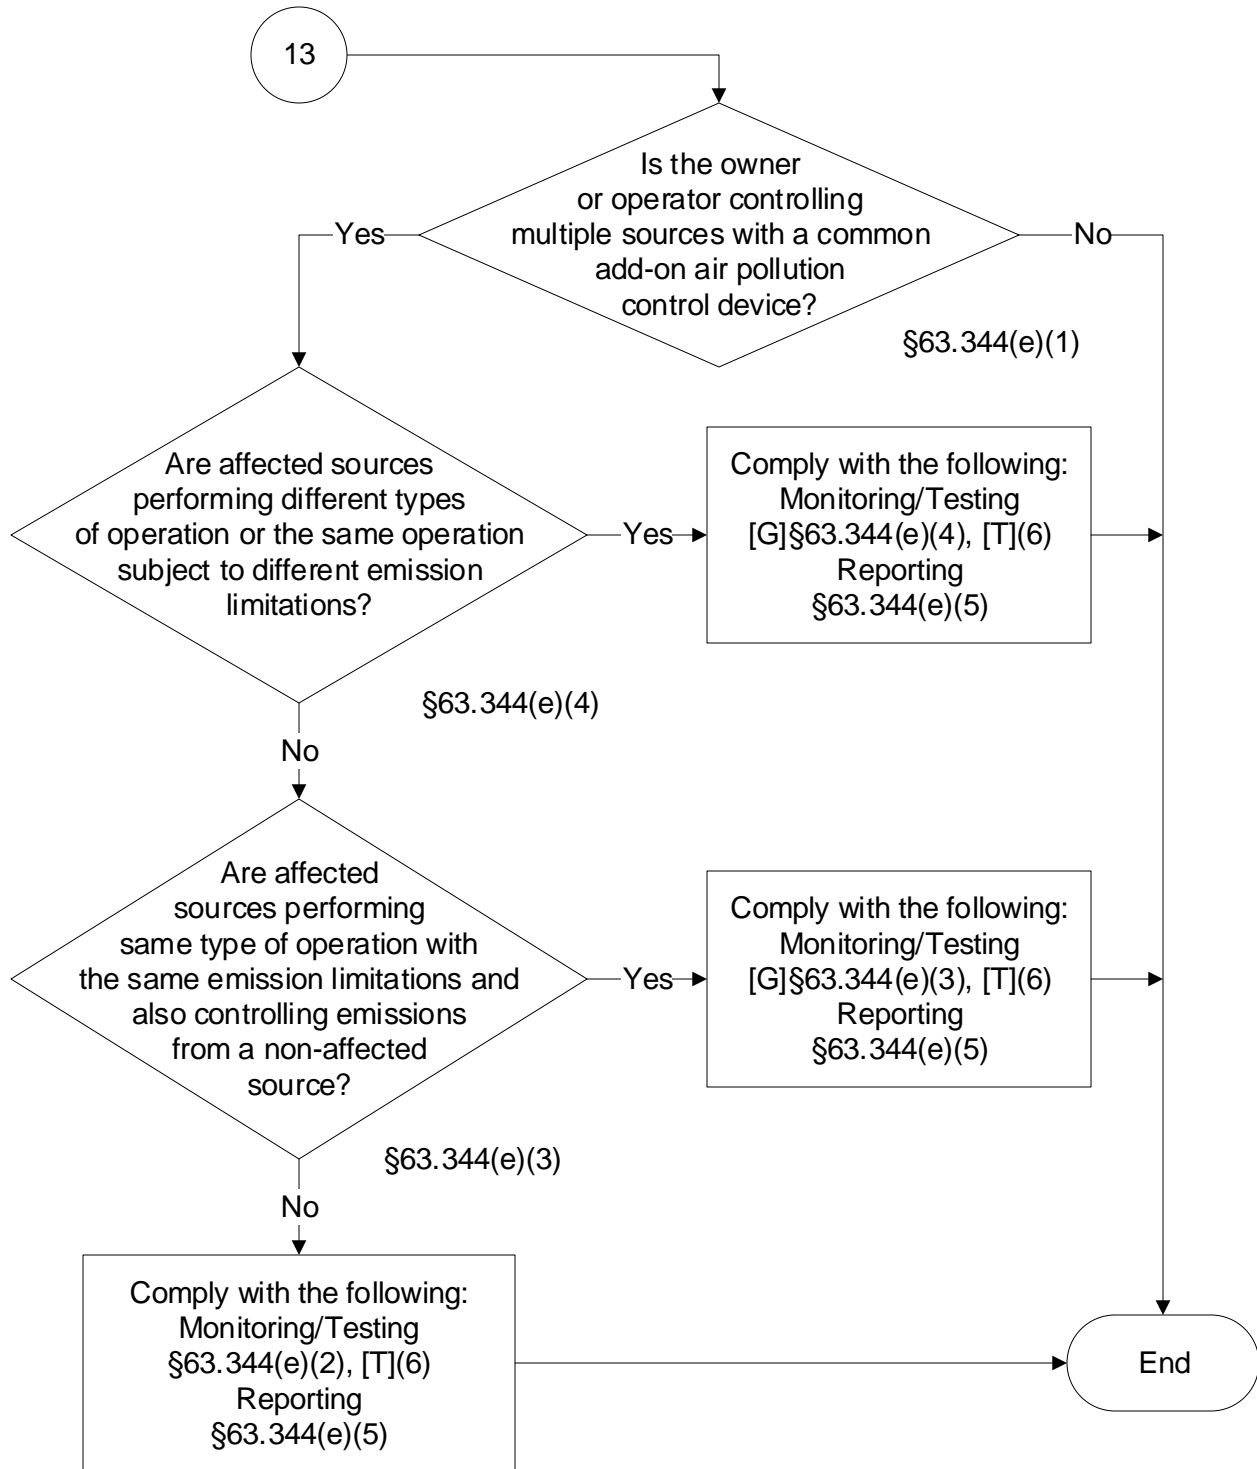 13
Is the owner
or operator controlling
multiple sources with a common
add-on air pollution
control device?
Yes
No
§63.344(e)(1)
Are affected sources
performing different types
of operation or the same operation
subject to different emission
limitations?
Yes
Comply with the following:
Monitoring/Testing
[G]§63.344(e)(4), [T](6)
Reporting
§63.344(e)(5)
§63.344(e)(4)
No
Are affected
sources performing
same type of operation with
the same emission limitations and
also controlling emissions
from a non-affected
source?
Yes
Comply with the following:
Monitoring/Testing
[G]§63.344(e)(3), [T](6)
Reporting
§63.344(e)(5)
§63.344(e)(3)
No
Comply with the following:
Monitoring/Testing
§63.344(e)(2), [T](6)
Reporting
§63.344(e)(5)
End